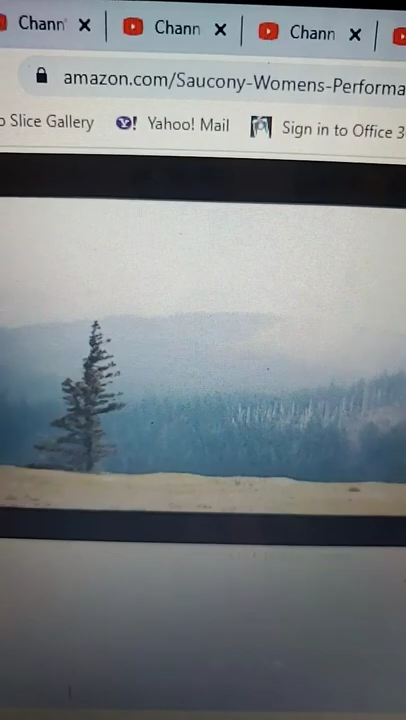 Chann
Chann
Chann
amazon.com/Saucony-Womens-Performa
o Slice Gallery
Yahoo! Mail
Sign in to Office 3